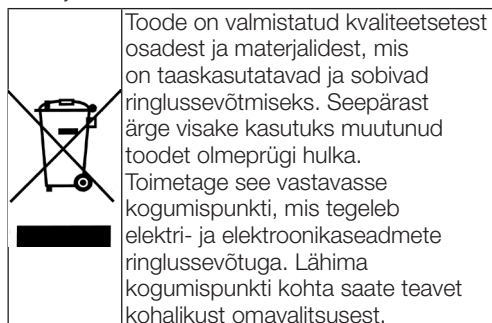 Toode on valmistatud kvaliteetsetest
osadest ja materjalidest, mis
on taaskasutatavad ja sobivad
ringlussevõtmiseks. Seepärast
ärge visake kasutuks muutunud
toodet olmeprügi hulka.
Toimetage see vastavasse
kogumispunkti, mis tegeleb
elektri- ja elektroonikaseadmete
ringlussevõtuga. Lähima
kogumispunkti kohta saate teavet
kohalikust omavalitsusest.